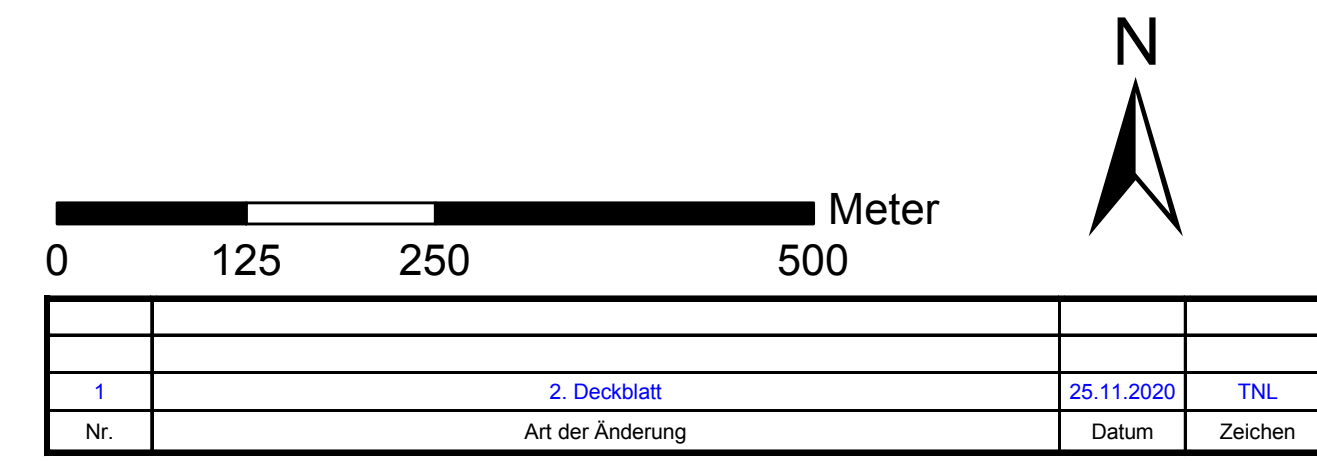 N
Meter
0 125 250 500
1 2. Deckblatt 25.11.2020 TNL
Nr. Art der Änderung Datum Zeichen